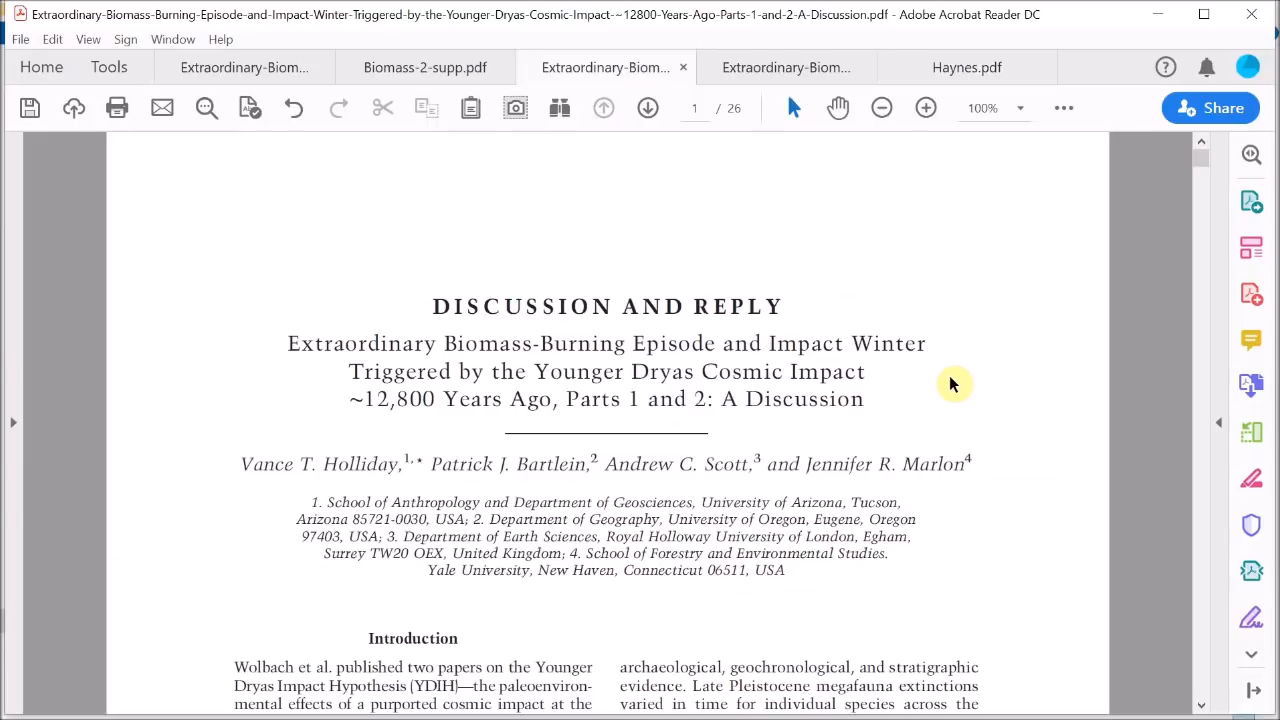 Extraordinary-Biomass-Burning-Episode-and-Impact-Winter-Triggered-by-the-Younger-Dryas-Cosmic-Impact-~12800-Years-Ago-Parts-1-and-2-A-Discussion.pdf - Adobe Acrobat Reader DC
File Edit View Sign Window Help
Home Tools Extraordinary-Biom... Biomass-2-supp.pdf Extraordinary-Biom... × Extraordinary-Biom... Haynes.pdf
1 / 26 100% Share
DISCUSSION AND REPLY
Extraordinary Biomass-Burning Episode and Impact Winter
Triggered by the Younger Dryas Cosmic Impact
~12,800 Years Ago, Parts 1 and 2: A Discussion
Vance T. Holliday,1,* Patrick J. Bartlein,2 Andrew C. Scott,3 and Jennifer R. Marlon4
1. School of Anthropology and Department of Geosciences, University of Arizona, Tucson,
Arizona 85721-0030, USA; 2. Department of Geography, University of Oregon, Eugene, Oregon
97403, USA; 3. Department of Earth Sciences, Royal Holloway University of London, Egham,
Surrey TW20 OEX, United Kingdom; 4. School of Forestry and Environmental Studies.
Yale University, New Haven, Connecticut 06511, USA
Introduction
Wolbach et al. published two papers on the Younger
Dryas Impact Hypothesis (YDIH)—the paleoenviron-
mental effects of a purported cosmic impact at the
archaeological, geochronological, and stratigraphic
evidence. Late Pleistocene megafauna extinctions
varied in time for individual species across the